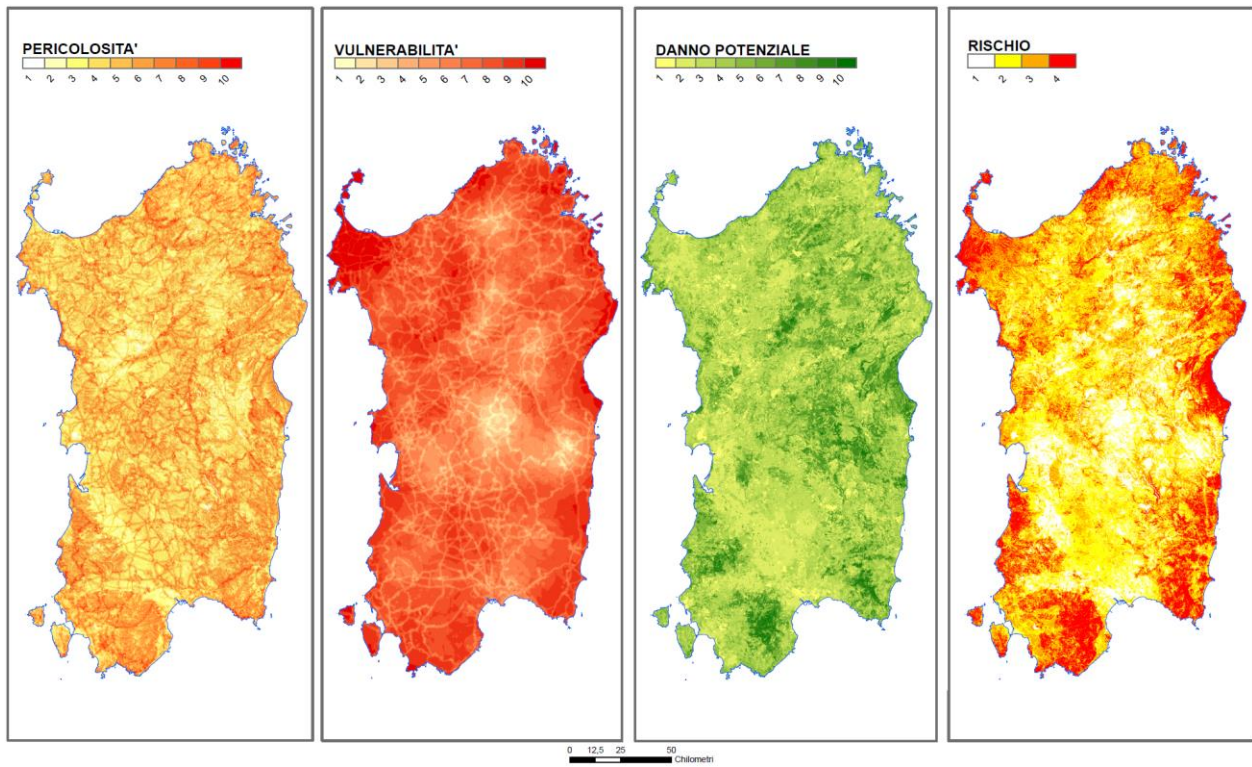 PERICOLOSITA'
1 2 3 4 5 6 7 8 9 10
VULNERABILITA'
1 2 3 4 5 6 7 8 9 10
DANNO POTENZIALE
1 2 3 4 5 6 7 8 9 10
RISCHIO
1 2 3 4
0 12,5 25 50
Chilometri